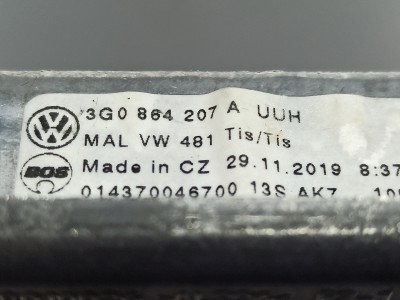 3G0 864 207 A UUH
MAL VW 481 Tis/Tis
BOS Made in CZ 29.11.2019 8:37
014370046700 13S AKZ